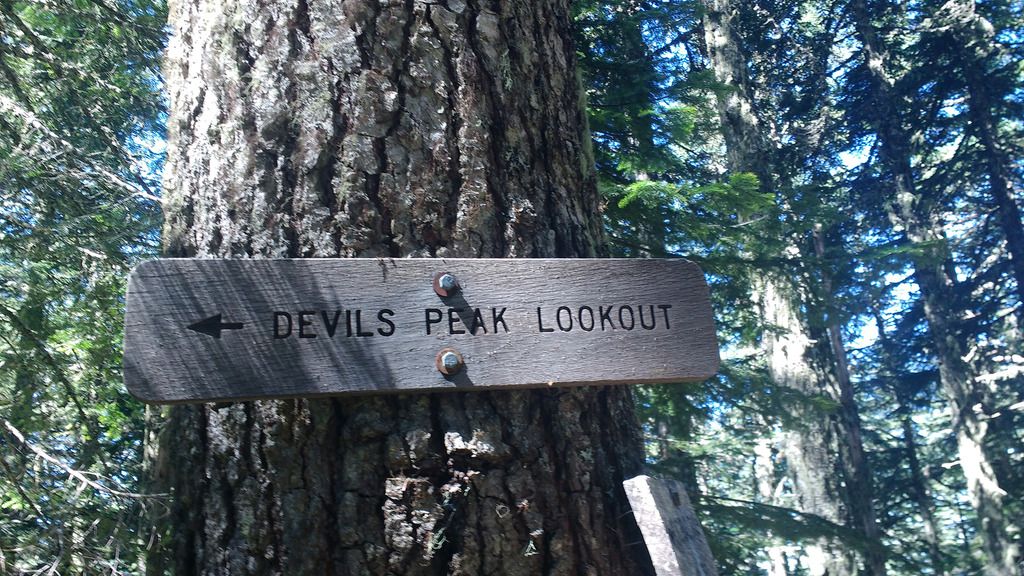 ← DEVILS PEAK LOOKOUT